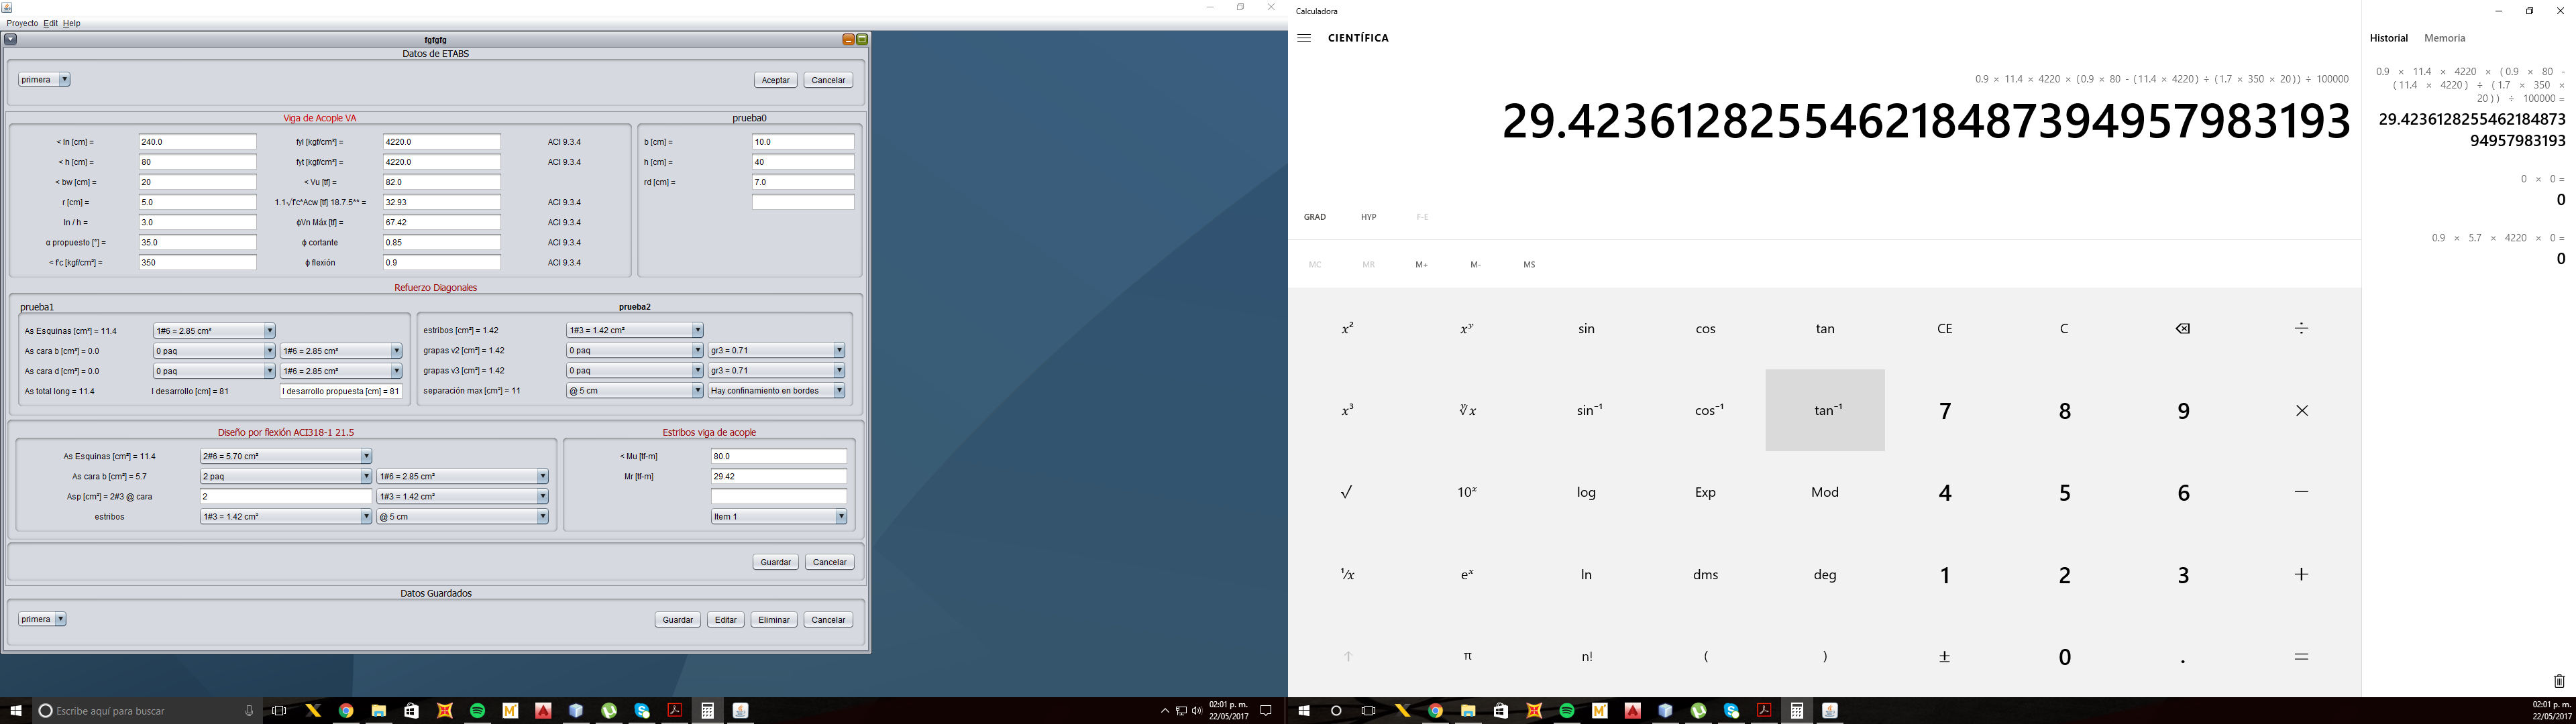 Proyecto Edit Help
fgfgfg
Datos de ETABS
primera Aceptar Cancelar
Viga de Acople VA
< ln [cm] = 240.0 fyl [kgf/cm²] = 4220.0 ACI 9.3.4
< h [cm] = 80 fyt [kgf/cm²] = 4220.0 ACI 9.3.4
< bw [cm] = 20 < Vu [tf] = 82.0
r [cm] = 5.0 1.1√f'c*Acw [tf] 18.7.5** = 32.93 ACI 9.3.4
ln / h = 3.0 ϕVn Máx [tf] = 67.42 ACI 9.3.4
α propuesto [°] = 35.0 ϕ cortante 0.85 ACI 9.3.4
< f'c [kgf/cm²] = 350 ϕ flexión 0.9 ACI 9.3.4
prueba0
b [cm] = 10.0
h [cm] = 40
rd [cm] = 7.0
Refuerzo Diagonales
prueba1
As Esquinas [cm²] = 11.4 1#6 = 2.85 cm²
As cara b [cm²] = 0.0 0 paq 1#6 = 2.85 cm²
As cara d [cm²] = 0.0 0 paq 1#6 = 2.85 cm²
As total long = 11.4 l desarrollo [cm] = 81 l desarrollo propuesta [cm] = 81
prueba2
estribos [cm²] = 1.42 1#3 = 1.42 cm²
grapas v2 [cm²] = 1.42 0 paq gr3 = 0.71
grapas v3 [cm²] = 1.42 0 paq gr3 = 0.71
separación max [cm²] = 11 @ 5 cm Hay confinamiento en bordes
Diseño por flexión ACI318-1 21.5
As Esquinas [cm²] = 11.4 2#6 = 5.70 cm²
As cara b [cm²] = 5.7 2 paq 1#6 = 2.85 cm²
Asp [cm²] = 2#3 @ cara 2 1#3 = 1.42 cm²
estribos 1#3 = 1.42 cm² @ 5 cm
Estribos viga de acople
< Mu [tf-m] 80.0
Mr [tf-m] 29.42
Item 1
Guardar Cancelar
Datos Guardados
primera Guardar Editar Eliminar Cancelar
Escribe aquí para buscar
02:01 p. m.
22/05/2017
Calculadora
CIENTÍFICA
0.9 × 11.4 × 4220 × (0.9 × 80 - (11.4 × 4220) ÷ (1.7 × 350 × 20)) ÷ 100000
29.423612825546218487394957983193
GRAD HYP F-E
MC MR M+ M- MS
x² xʸ sin cos tan CE C ÷
x³ ʸ√x sin⁻¹ cos⁻¹ tan⁻¹ 7 8 9 ×
√ 10ˣ log Exp Mod 4 5 6 −
¹/x eˣ ln dms deg 1 2 3 +
↑ π n! ( ) ± 0 . =
Historial Memoria
0.9 × 11.4 × 4220 × (0.9 × 80 -
(11.4 × 4220) ÷ (1.7 × 350 ×
20)) ÷ 100000 =
29.4236128255462184873
94957983193
0 × 0 =
0
0.9 × 5.7 × 4220 × 0 =
0
02:01 p. m.
22/05/2017